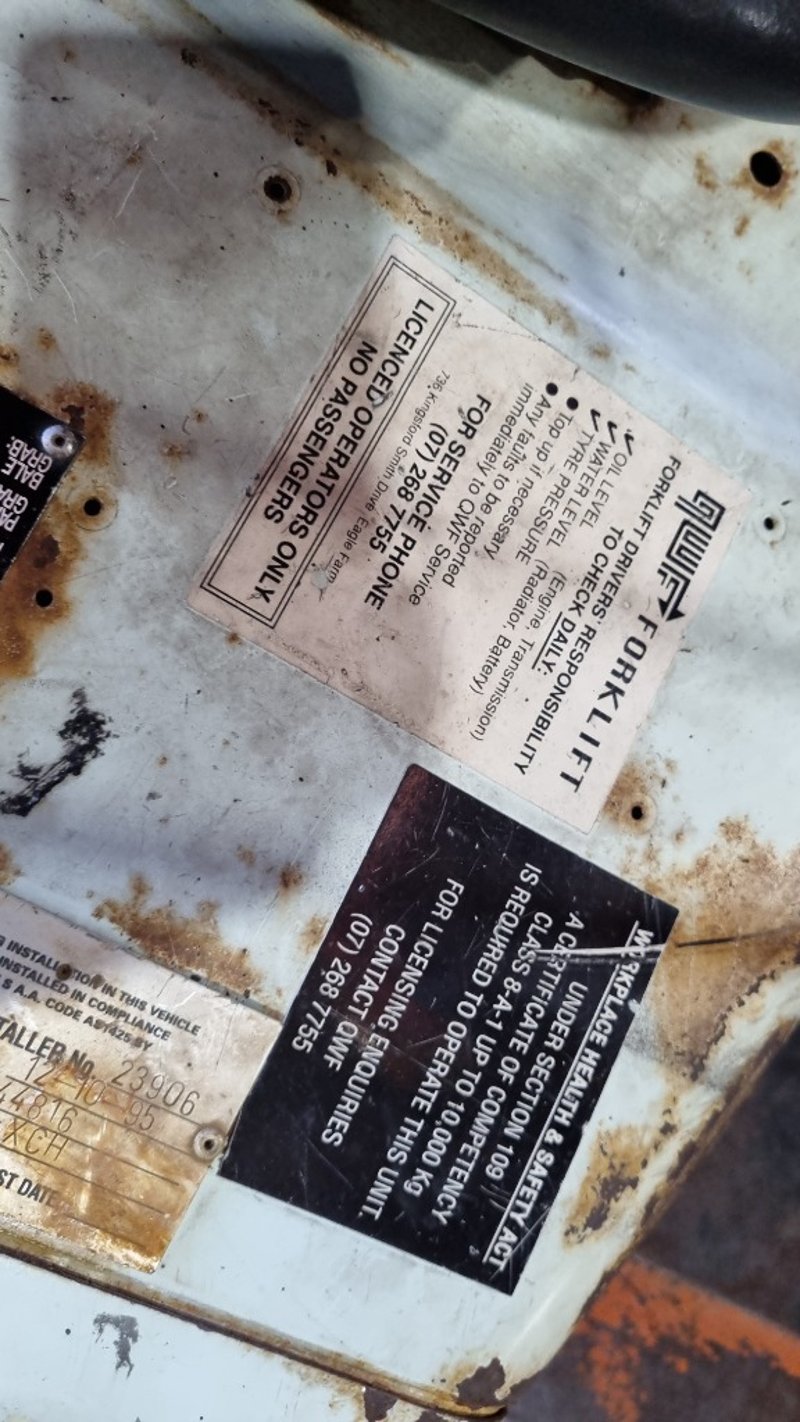 QWF FORKLIFT
FORKLIFT DRIVERS' RESPONSIBILITY
TO CHECK DAILY:
✓ OIL LEVEL (Engine, Transmission)
✓ WATER LEVEL (Radiator, Battery)
✓ TYRE PRESSURE
● Top up if necessary
● Any faults to be reported
immediately to QWF Service
FOR SERVICE PHONE
(07) 268 7755
736 Kingsford Smith Drive, Eagle Farm
LICENCED OPERATORS ONLY
NO PASSENGERS
WORKPLACE HEALTH & SAFETY ACT
UNDER SECTION 109
A CERTIFICATE OF COMPETENCY
CLASS 8-A-1 UP TO 10,000 Kg
IS REQUIRED TO OPERATE THIS UNIT.
FOR LICENSING ENQUIRIES
CONTACT QWF
(07) 268 7755
INSTALLATION IN THIS VEHICLE
INSTALLED IN COMPLIANCE
S.A.A. CODE AS1425 BY
TALLER No. 23906
12-10-95
44816
XCH
ST DATE
BALE
GRAB: